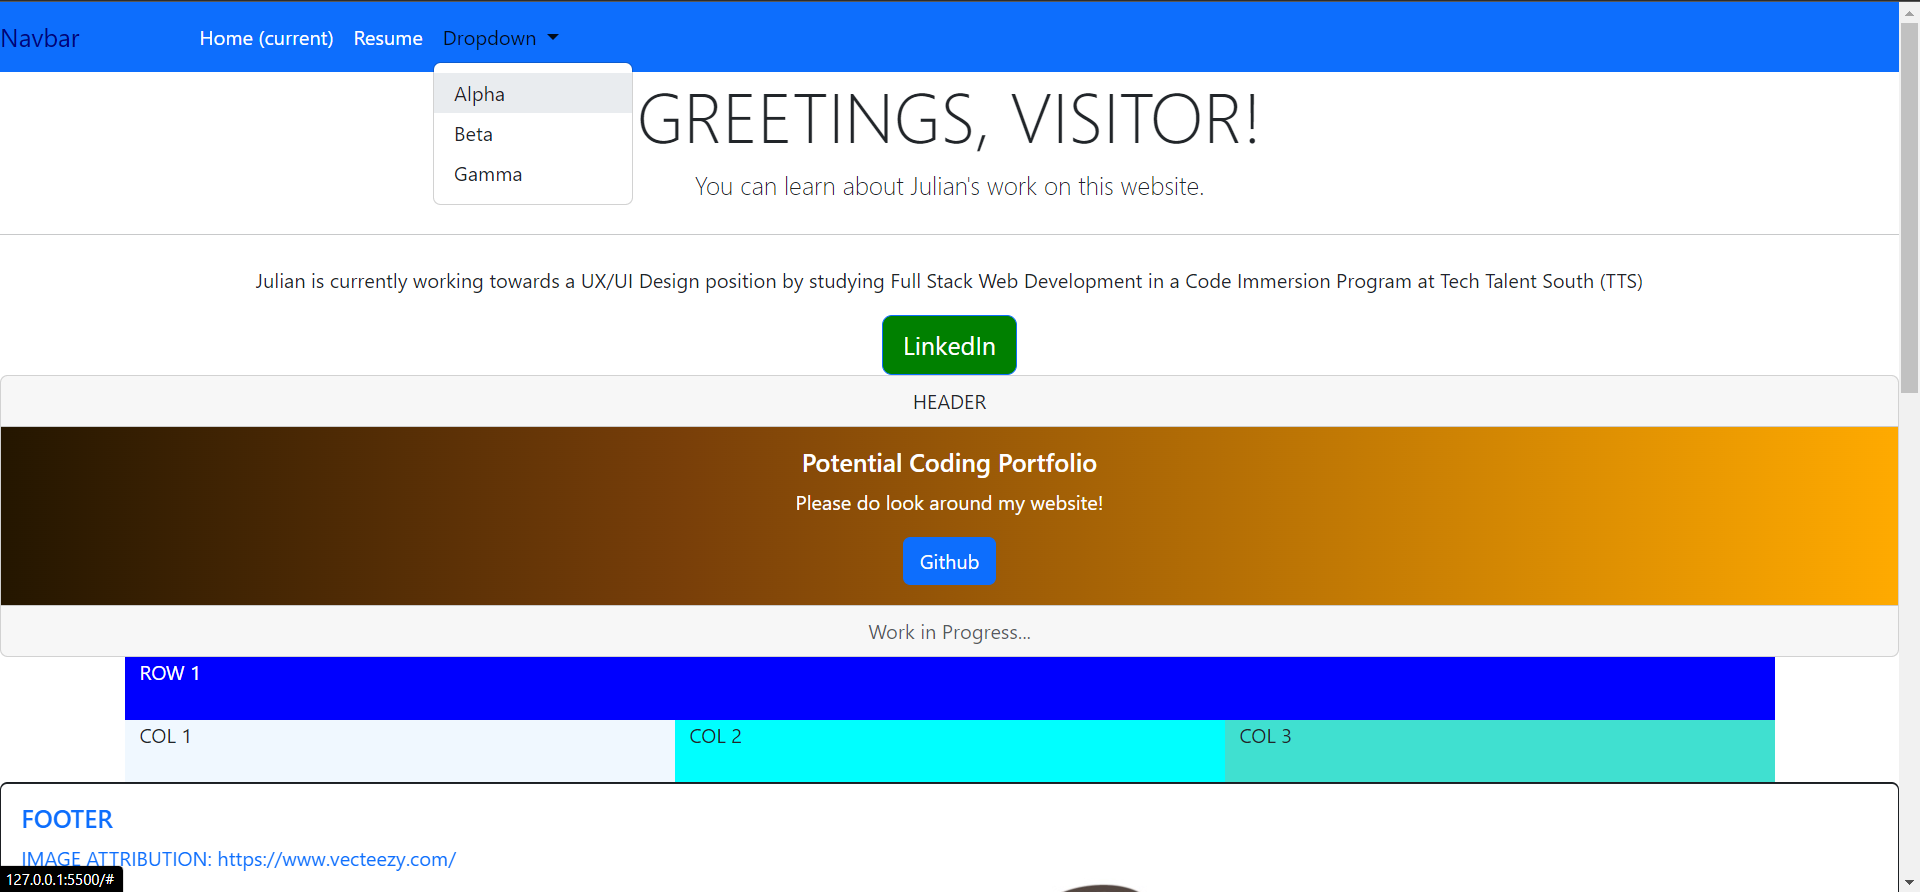 Navbar Home (current) Resume Dropdown
Alpha
Beta
Gamma
GREETINGS, VISITOR!
You can learn about Julian's work on this website.
Julian is currently working towards a UX/UI Design position by studying Full Stack Web Development in a Code Immersion Program at Tech Talent South (TTS)
LinkedIn
HEADER
Potential Coding Portfolio
Please do look around my website!
Github
Work in Progress...
ROW 1
COL 1 COL 2 COL 3
FOOTER
IMAGE ATTRIBUTION: https://www.vecteezy.com/
127.0.0.1:5500/#